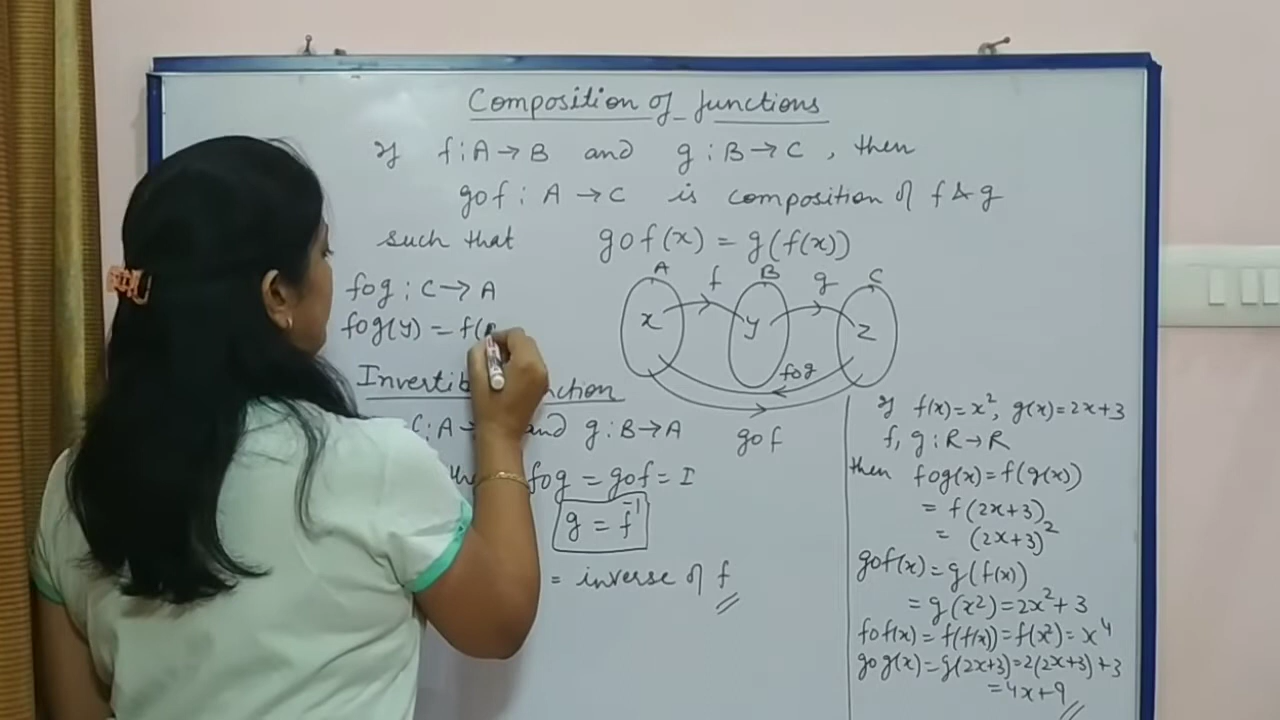 Composition of functions
If f:A→B and g:B→C, then
gof: A→C is composition of f & g
such that gof(x) = g(f(x))
fog: C→A
fog(y) = f(
A f B g C
x y z
fog
gof
Invertib nction
f:A→ and g:B→A
fog = gof = I
g = f⁻¹
= inverse of f
If f(x)=x², g(x)=2x+3
f, g: R→R
then fog(x)=f(g(x))
= f(2x+3)
= (2x+3)²
gof(x)=g(f(x))
=g(x²)=2x²+3
fof(x)=f(f(x))=f(x²)=x⁴
gog(x)=g(2x+3)=2(2x+3)+3
=4x+9